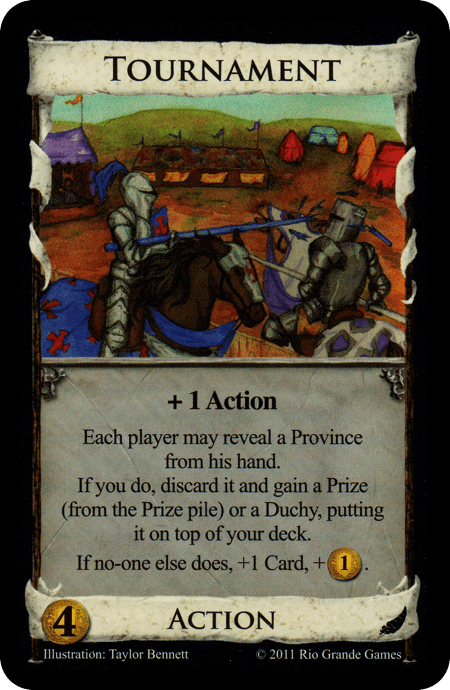 TOURNAMENT
+ 1 Action
Each player may reveal a Province
from his hand.
If you do, discard it and gain a Prize
(from the Prize pile) or a Duchy, putting
it on top of your deck.
If no-one else does, +1 Card, + 1 .
4
ACTION
Illustration: Taylor Bennett © 2011 Rio Grande Games